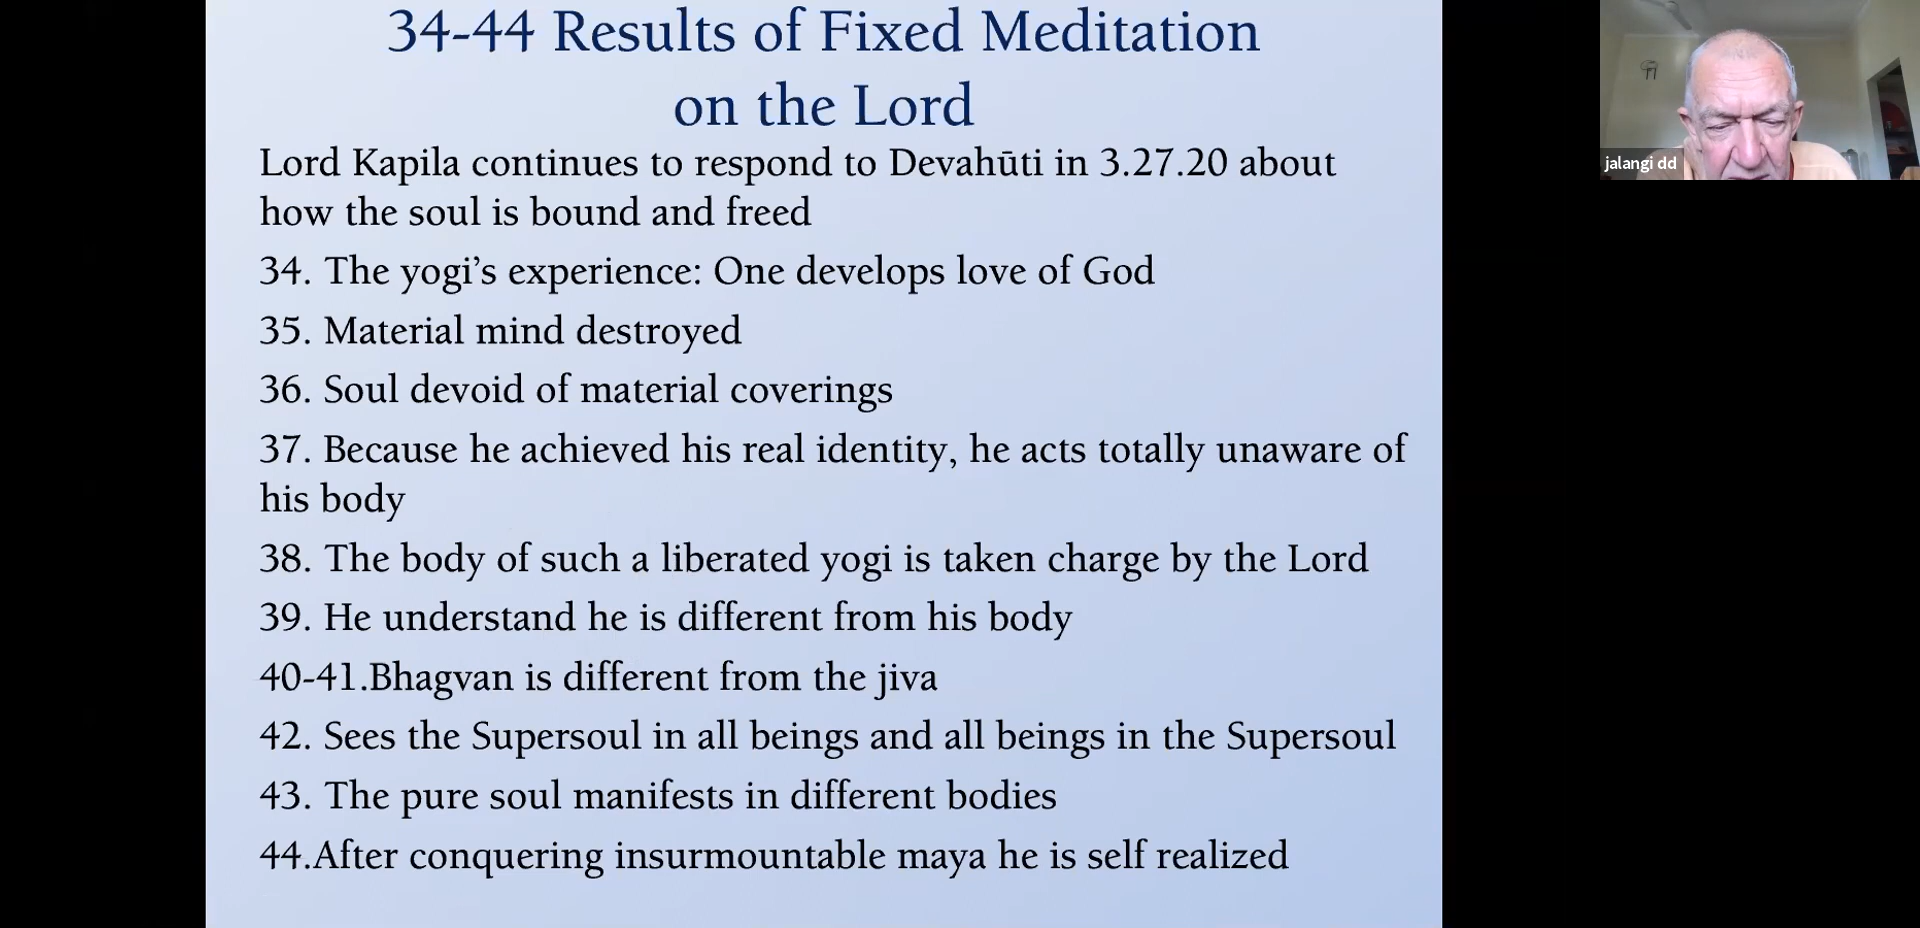 34-44 Results of Fixed Meditation
on the Lord
Lord Kapila continues to respond to Devahūti in 3.27.20 about
how the soul is bound and freed
34. The yogi’s experience: One develops love of God
35. Material mind destroyed
36. Soul devoid of material coverings
37. Because he achieved his real identity, he acts totally unaware of
his body
38. The body of such a liberated yogi is taken charge by the Lord
39. He understand he is different from his body
40-41.Bhagvan is different from the jiva
42. Sees the Supersoul in all beings and all beings in the Supersoul
43. The pure soul manifests in different bodies
44.After conquering insurmountable maya he is self realized
jalangi dd